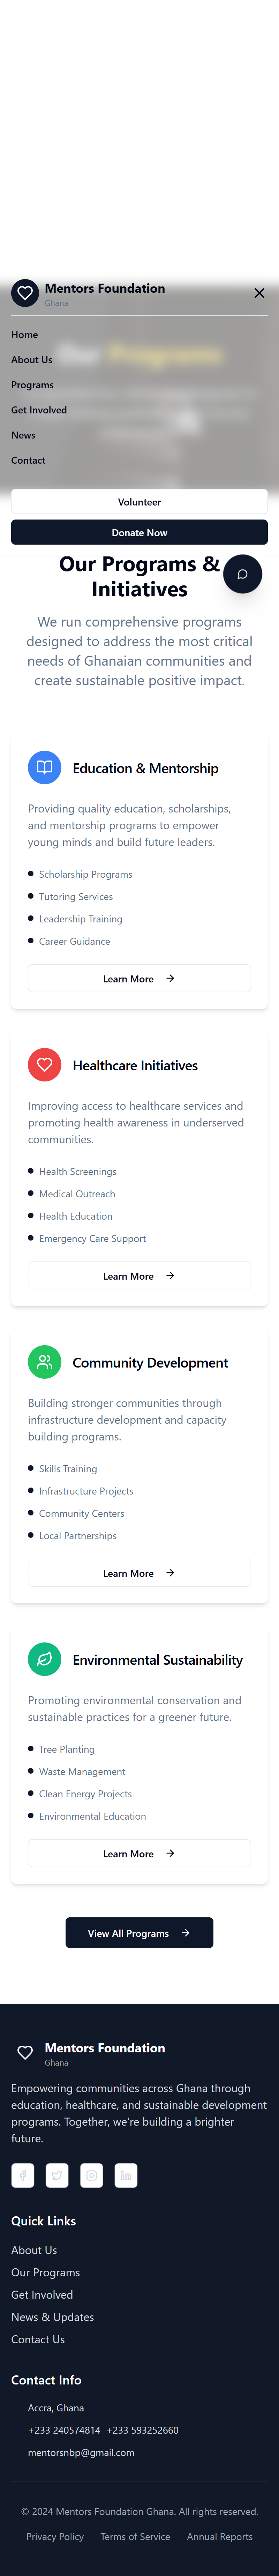 Mentors Foundation
Ghana
Home
About Us
Programs
Get Involved
News
Contact
Our Programs
Volunteer
Donate Now
Our Programs &
Initiatives
We run comprehensive programs
designed to address the most critical
needs of Ghanaian communities and
create sustainable positive impact.
Education & Mentorship
Providing quality education, scholarships,
and mentorship programs to empower
young minds and build future leaders.
Scholarship Programs
Tutoring Services
Leadership Training
Career Guidance
Learn More
Healthcare Initiatives
Improving access to healthcare services and
promoting health awareness in underserved
communities.
Health Screenings
Medical Outreach
Health Education
Emergency Care Support
Learn More
Community Development
Building stronger communities through
infrastructure development and capacity
building programs.
Skills Training
Infrastructure Projects
Community Centers
Local Partnerships
Learn More
Environmental Sustainability
Promoting environmental conservation and
sustainable practices for a greener future.
Tree Planting
Waste Management
Clean Energy Projects
Environmental Education
Learn More
View All Programs
Mentors Foundation
Ghana
Empowering communities across Ghana through
education, healthcare, and sustainable development
programs. Together, we're building a brighter
future.
Quick Links
About Us
Our Programs
Get Involved
News & Updates
Contact Us
Contact Info
Accra, Ghana
+233 240574814 +233 593252660
mentorsnbp@gmail.com
© 2024 Mentors Foundation Ghana. All rights reserved.
Privacy Policy Terms of Service Annual Reports